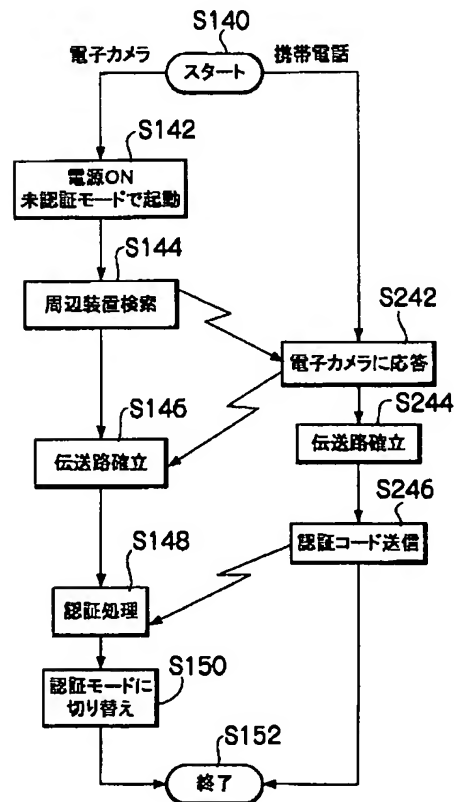 S140
電子カメラ
スタート
携帯電話
S142
電源ON
未認証モードで起動
S144
周辺装置検索
S242
電子カメラに応答
S146
S244
伝送路確立
伝送路確立
S246
認証コード送信
S148
認証処理
S150
認証モードに
切り替え
S152
終了